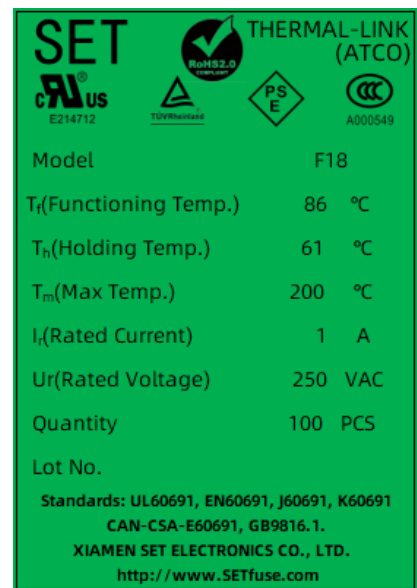 SET
RoHS2.0
COMPLIANT
THERMAL-LINK
(ATCO)
c RU ® US
E214712
TÜVRheinland
PS
E
CCC
A000549
Model F18
Tf(Functioning Temp.) 86 ℃
Th(Holding Temp.) 61 ℃
Tm(Max Temp.) 200 ℃
Ir(Rated Current) 1 A
Ur(Rated Voltage) 250 VAC
Quantity 100 PCS
Lot No.
Standards: UL60691, EN60691, J60691, K60691
CAN-CSA-E60691, GB9816.1.
XIAMEN SET ELECTRONICS CO., LTD.
http://www.SETfuse.com